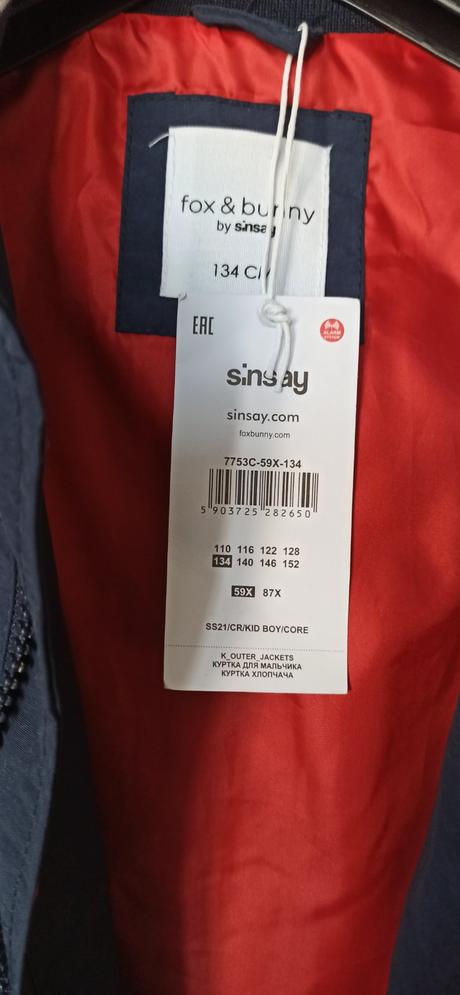 fox & bunny
by sinsay
134 CM
EAC
ALARM
SYSTEM
sinsay
sinsay.com
foxbunny.com
7753C-59X-134
5 903725 282650
110 116 122 128
134 140 146 152
59X 87X
SS21/CR/KID BOY/CORE
K_OUTER_JACKETS
КУРТКА ДЛЯ МАЛЬЧИКА
КУРТКА ХЛОПЧАЧА